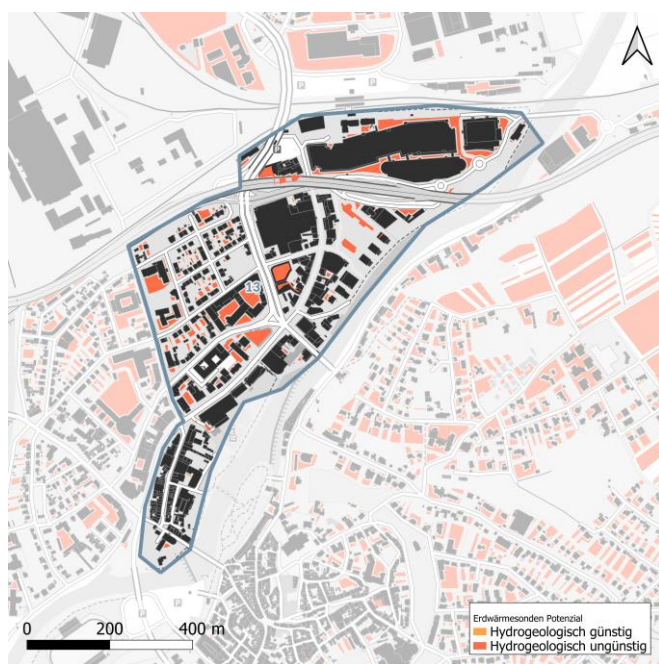 P
P
13
P
P
0 200 400 m
Erdwärmesonden Potenzial
Hydrogeologisch günstig
Hydrogeologisch ungünstig